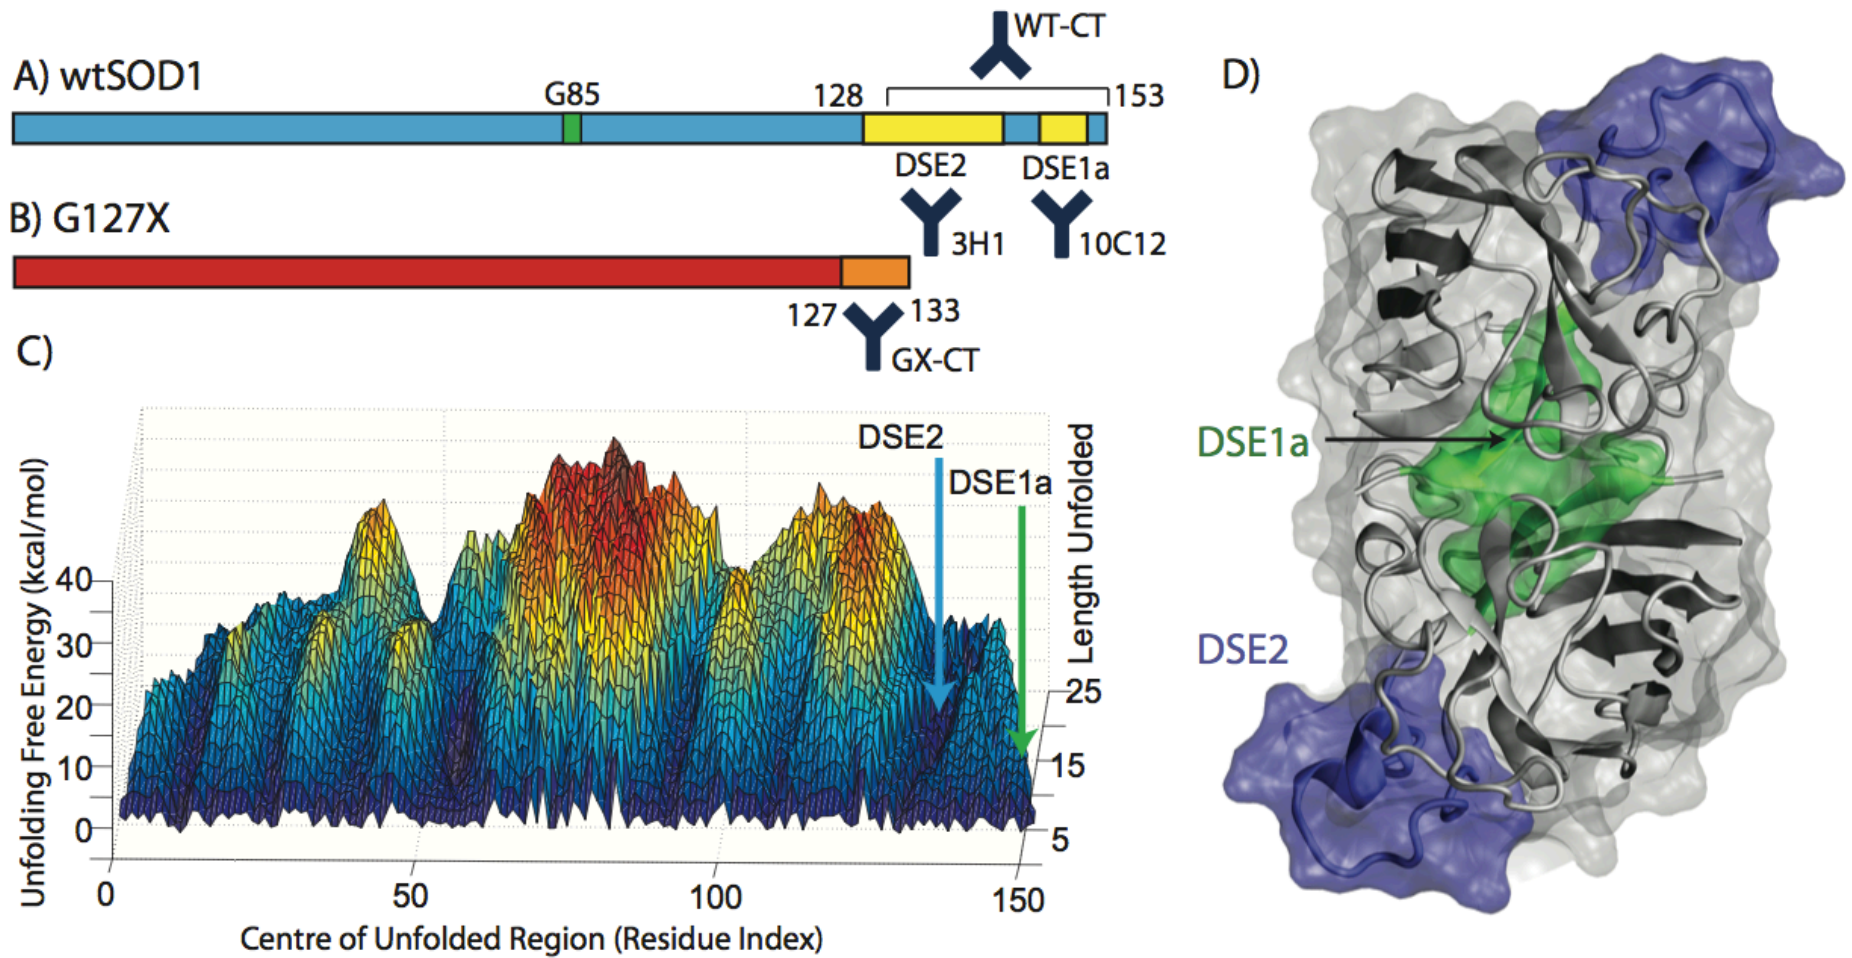 WT-CT
A) wtSOD1
G85
128
153
DSE2
DSE1a
3H1
10C12
B) G127X
127
133
GX-CT
C)
DSE2
DSE1a
Unfolding Free Energy (kcal/mol)
40
30
20
10
0
Length Unfolded
25
15
5
0
50
100
150
Centre of Unfolded Region (Residue Index)
D)
DSE1a
DSE2